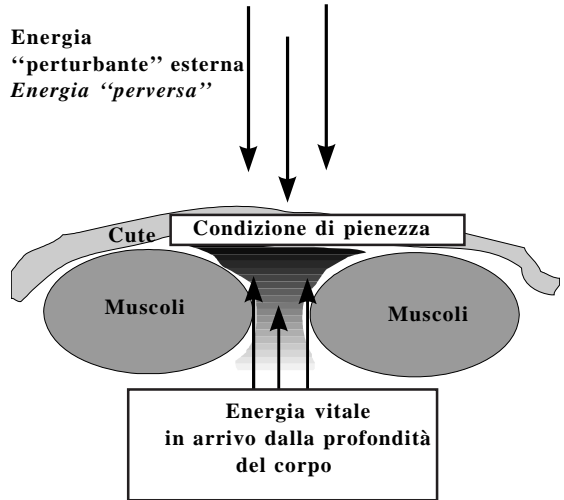 Energia
“perturbante” esterna
Energia “perversa”
Condizione di pienezza
Cute
Muscoli
Muscoli
Energia vitale
in arrivo dalla profondità
del corpo